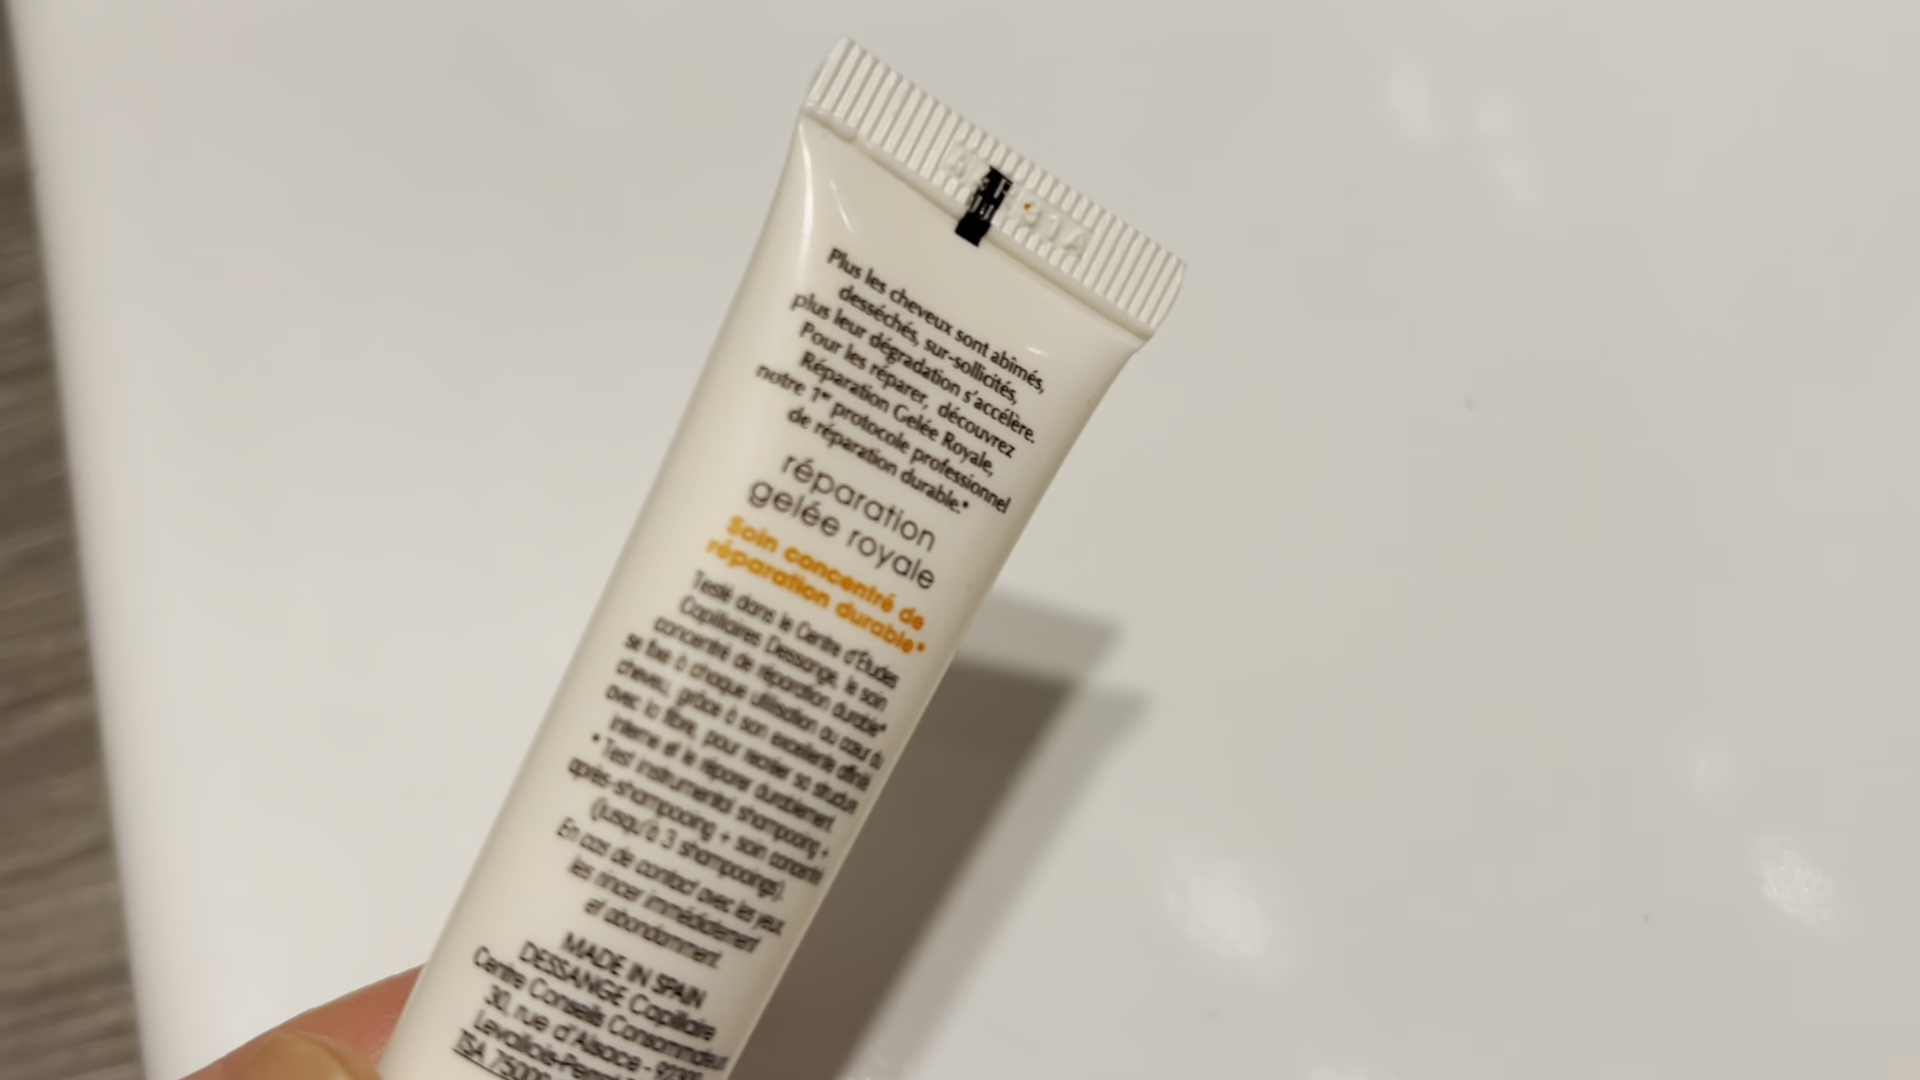 Plus les cheveux sont abîmés,
desséchés, sur-sollicités,
plus leur dégradation s'accélère.
Pour les réparer, découvrez
Réparation Gelée Royale,
notre 1er protocole professionnel
de réparation durable.*
réparation
gelée royale
Soin concentré de
réparation durable*
Testé dans le Centre d'Études
Capillaires Dessange, le soin
concentré de réparation durable*
se fixe à chaque utilisation au cœur du
cheveu, grâce à son excellente
avec la fibre, pour recréer sa structure
interne et le réparer durablement.
* Test instrumental shampooing +
après-shampooing + soin concentré
(jusqu'à 3 shampooings).
En cas de contact avec les yeux,
les rincer immédiatement
et abondamment.
MADE IN SPAIN
DESSANGE Capillaire
Centre Conseils
30, rue d'Alsace -
TSA 75000